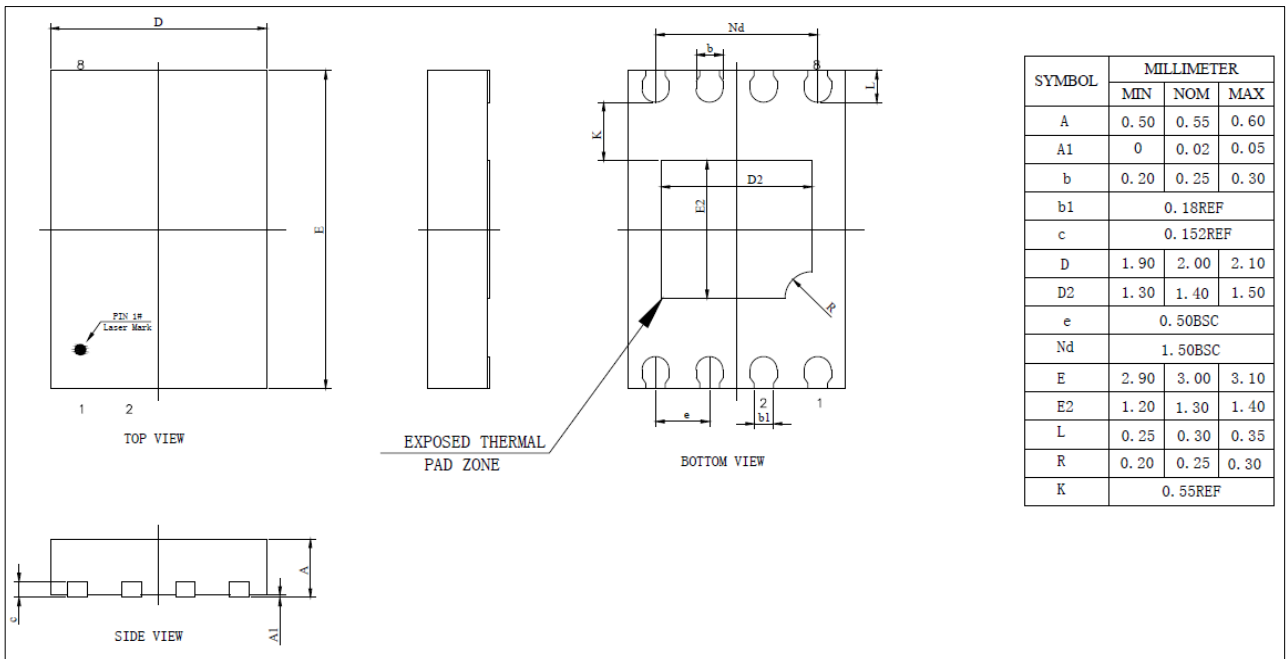 D
8
E
PIN 1#
Laser Mark
1 2
TOP VIEW
Nd
b
8
L
K
D2
E2
R
2 1
e b1
EXPOSED THERMAL
PAD ZONE
BOTTOM VIEW
A
c
A1
SIDE VIEW
SYMBOL MILLIMETER
MIN NOM MAX
A 0.50 0.55 0.60
A1 0 0.02 0.05
b 0.20 0.25 0.30
b1 0.18REF
c 0.152REF
D 1.90 2.00 2.10
D2 1.30 1.40 1.50
e 0.50BSC
Nd 1.50BSC
E 2.90 3.00 3.10
E2 1.20 1.30 1.40
L 0.25 0.30 0.35
R 0.20 0.25 0.30
K 0.55REF